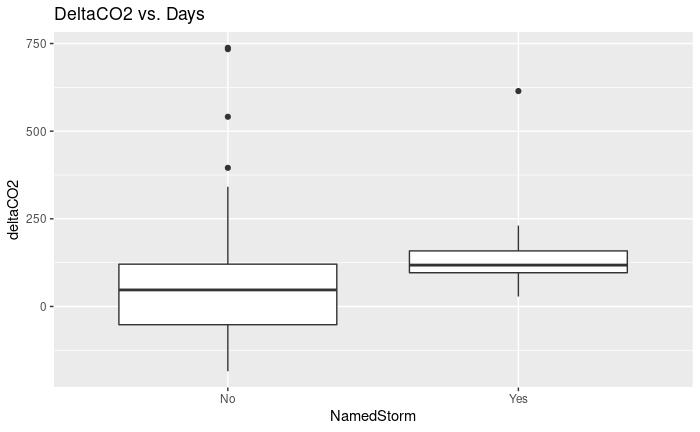 DeltaCO2 vs. Days
750
500
250
0
deltaCO2
No
Yes
NamedStorm